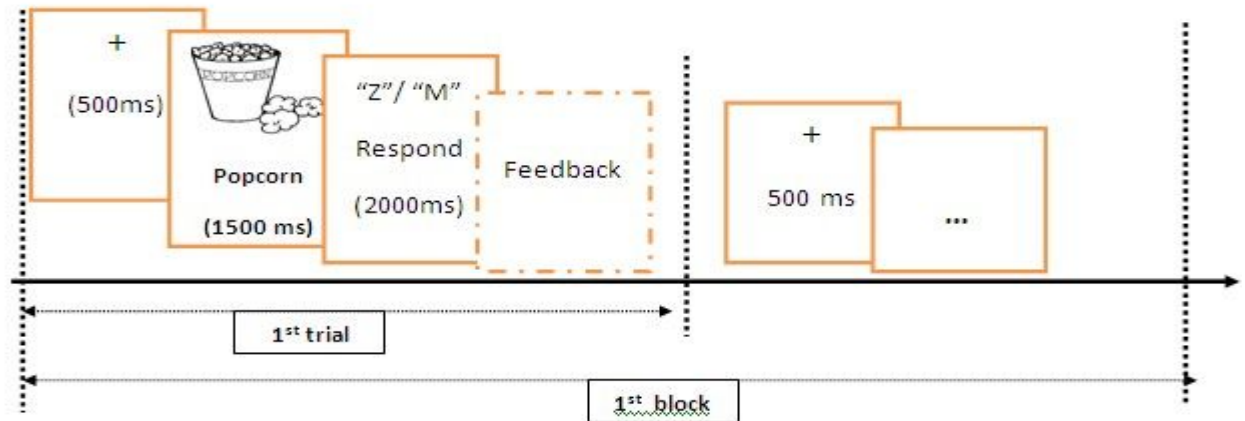 +
(500ms)
POPCORN
Popcorn
(1500 ms)
“Z”/ “M”
Respond
(2000ms)
Feedback
+
500 ms
...
1st trial
1st block